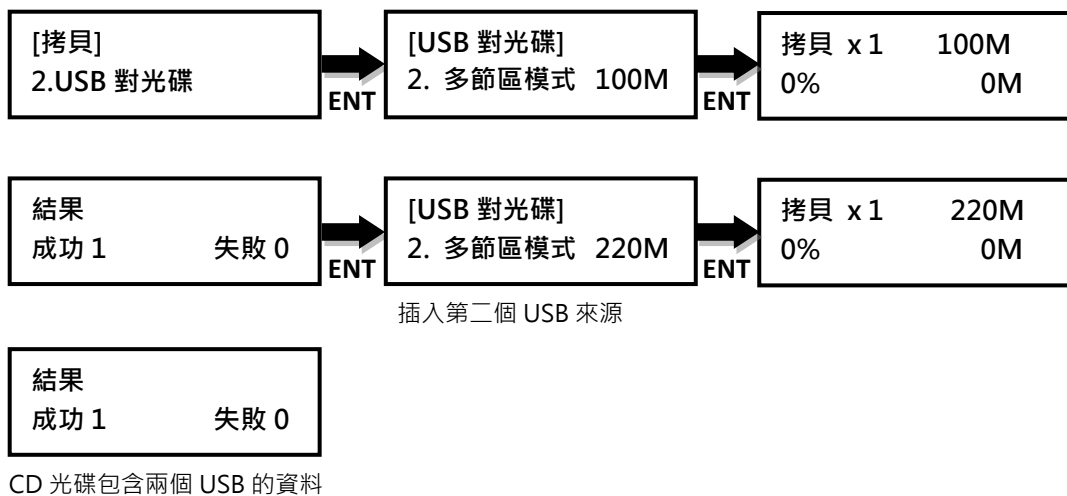 [拷貝]
2.USB 對光碟
ENT
[USB 對光碟]
2. 多節區模式 100M
ENT
拷貝 x 1 100M
0% 0M
結果
成功 1 失敗 0
ENT
[USB 對光碟]
2. 多節區模式 220M
ENT
拷貝 x 1 220M
0% 0M
插入第二個 USB 來源
結果
成功 1 失敗 0
CD 光碟包含兩個 USB 的資料